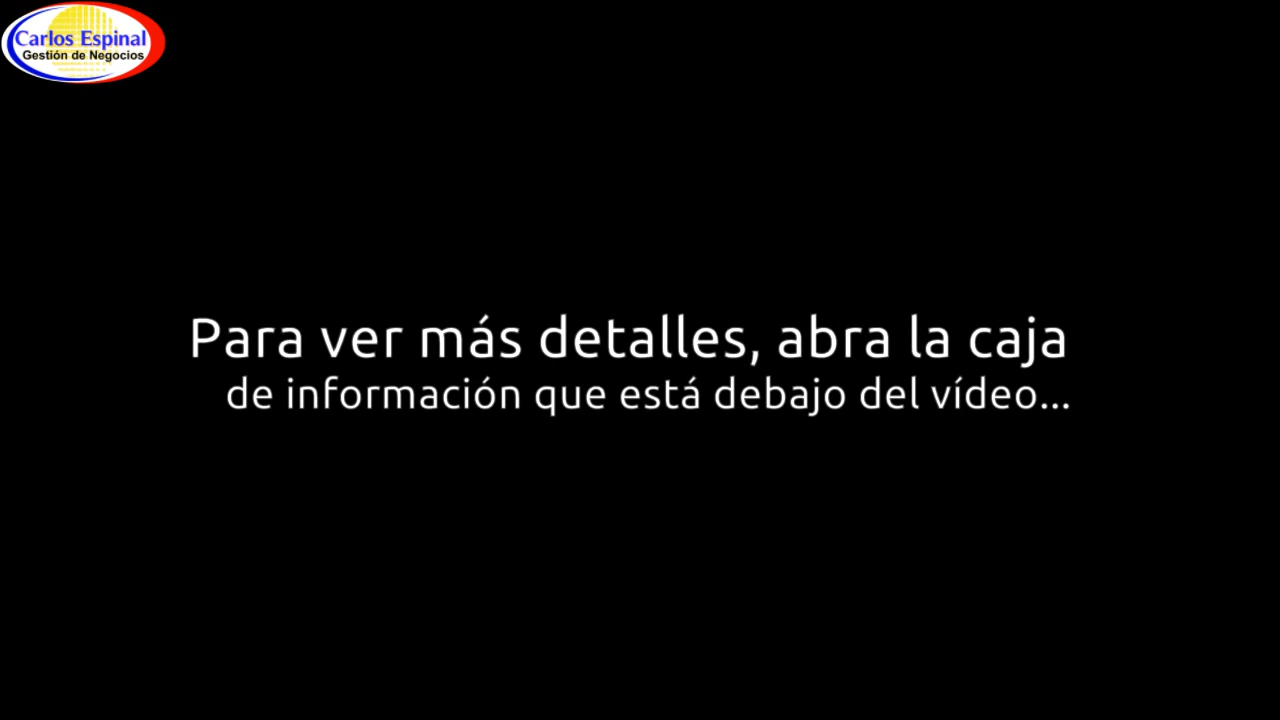 Carlos Espinal
Gestión de Negocios
Para ver más detalles, abra la caja
de información que está debajo del vídeo...